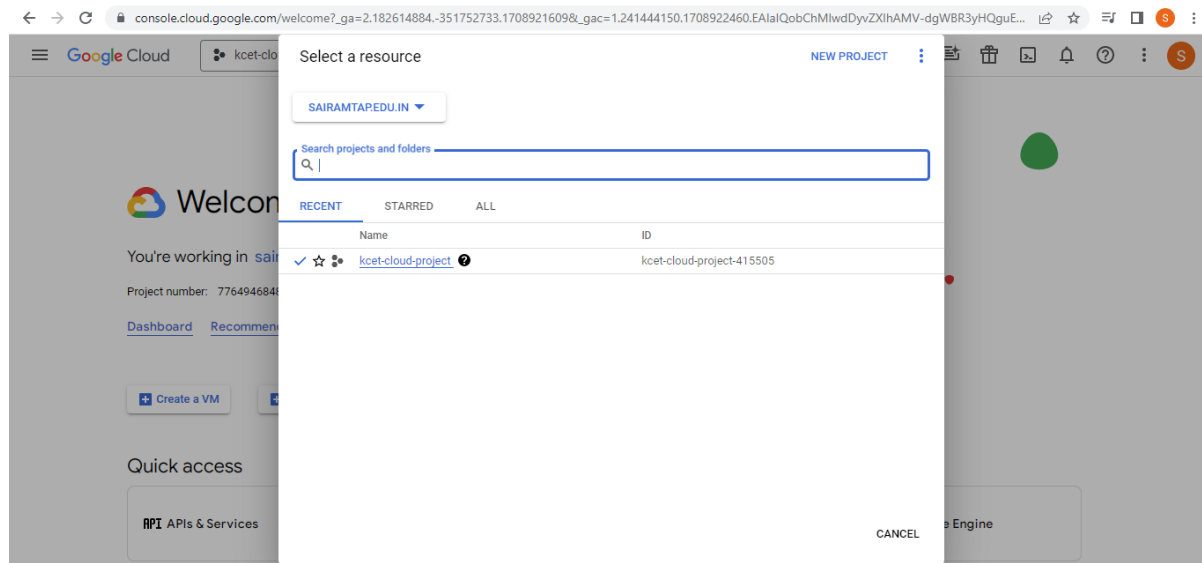 console.cloud.google.com/welcome?_ga=2.182614884.-351752733.1708921609&_gac=1.241444150.1708922460.EAIaIQobChMIwdDyvZXIhAMV-dgWBR3yHQguE...
S
Google Cloud
kcet-clo
Select a resource
NEW PROJECT
S
SAIRAMTAP.EDU.IN
Search projects and folders
RECENT STARRED ALL
Name ID
kcet-cloud-project kcet-cloud-project-415505
Welcon
You're working in sair
Project number: 776494684
Dashboard Recommen
Create a VM
Quick access
API APIs & Services
e Engine
CANCEL